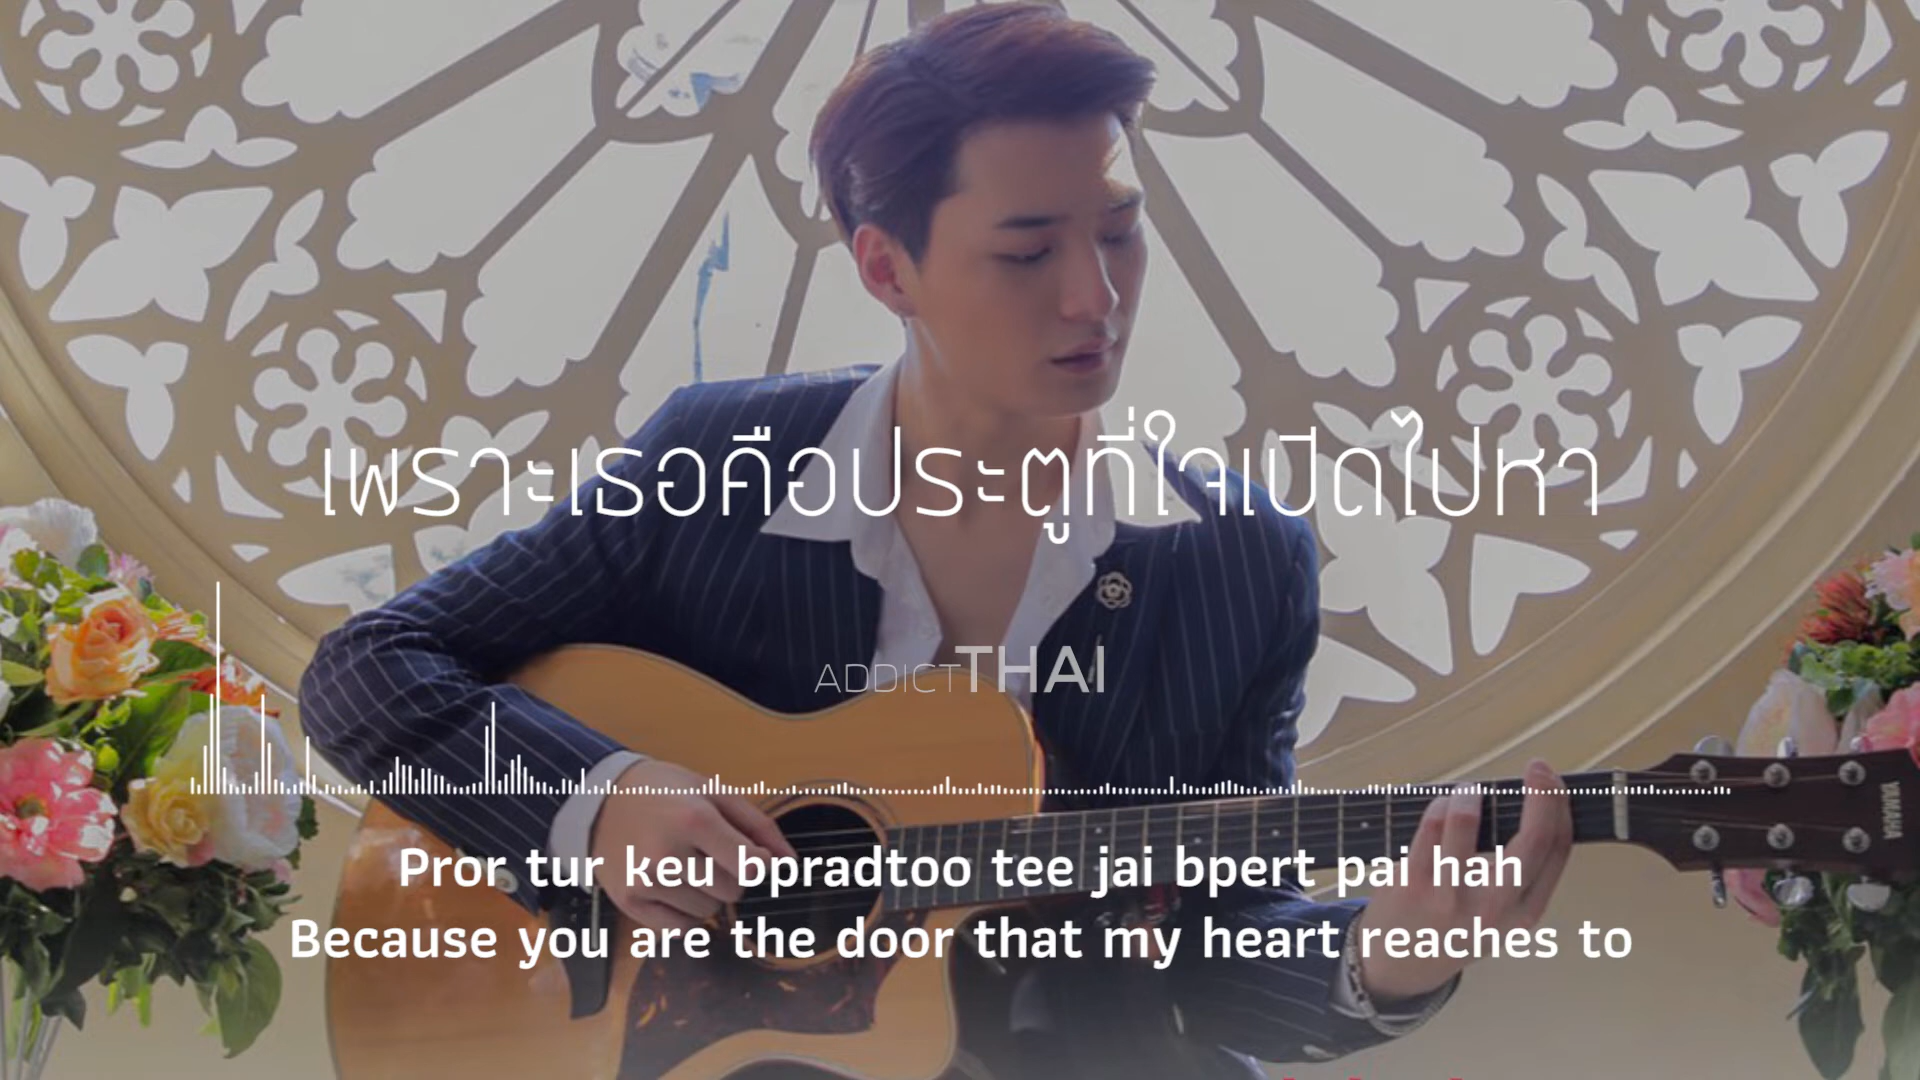 เพราะเธอคือประตูที่ใจเปิดไปหา
ADDICTTHAI
YAMAHA
Pror tur keu bpradtoo tee jai bpert pai hah
Because you are the door that my heart reaches to